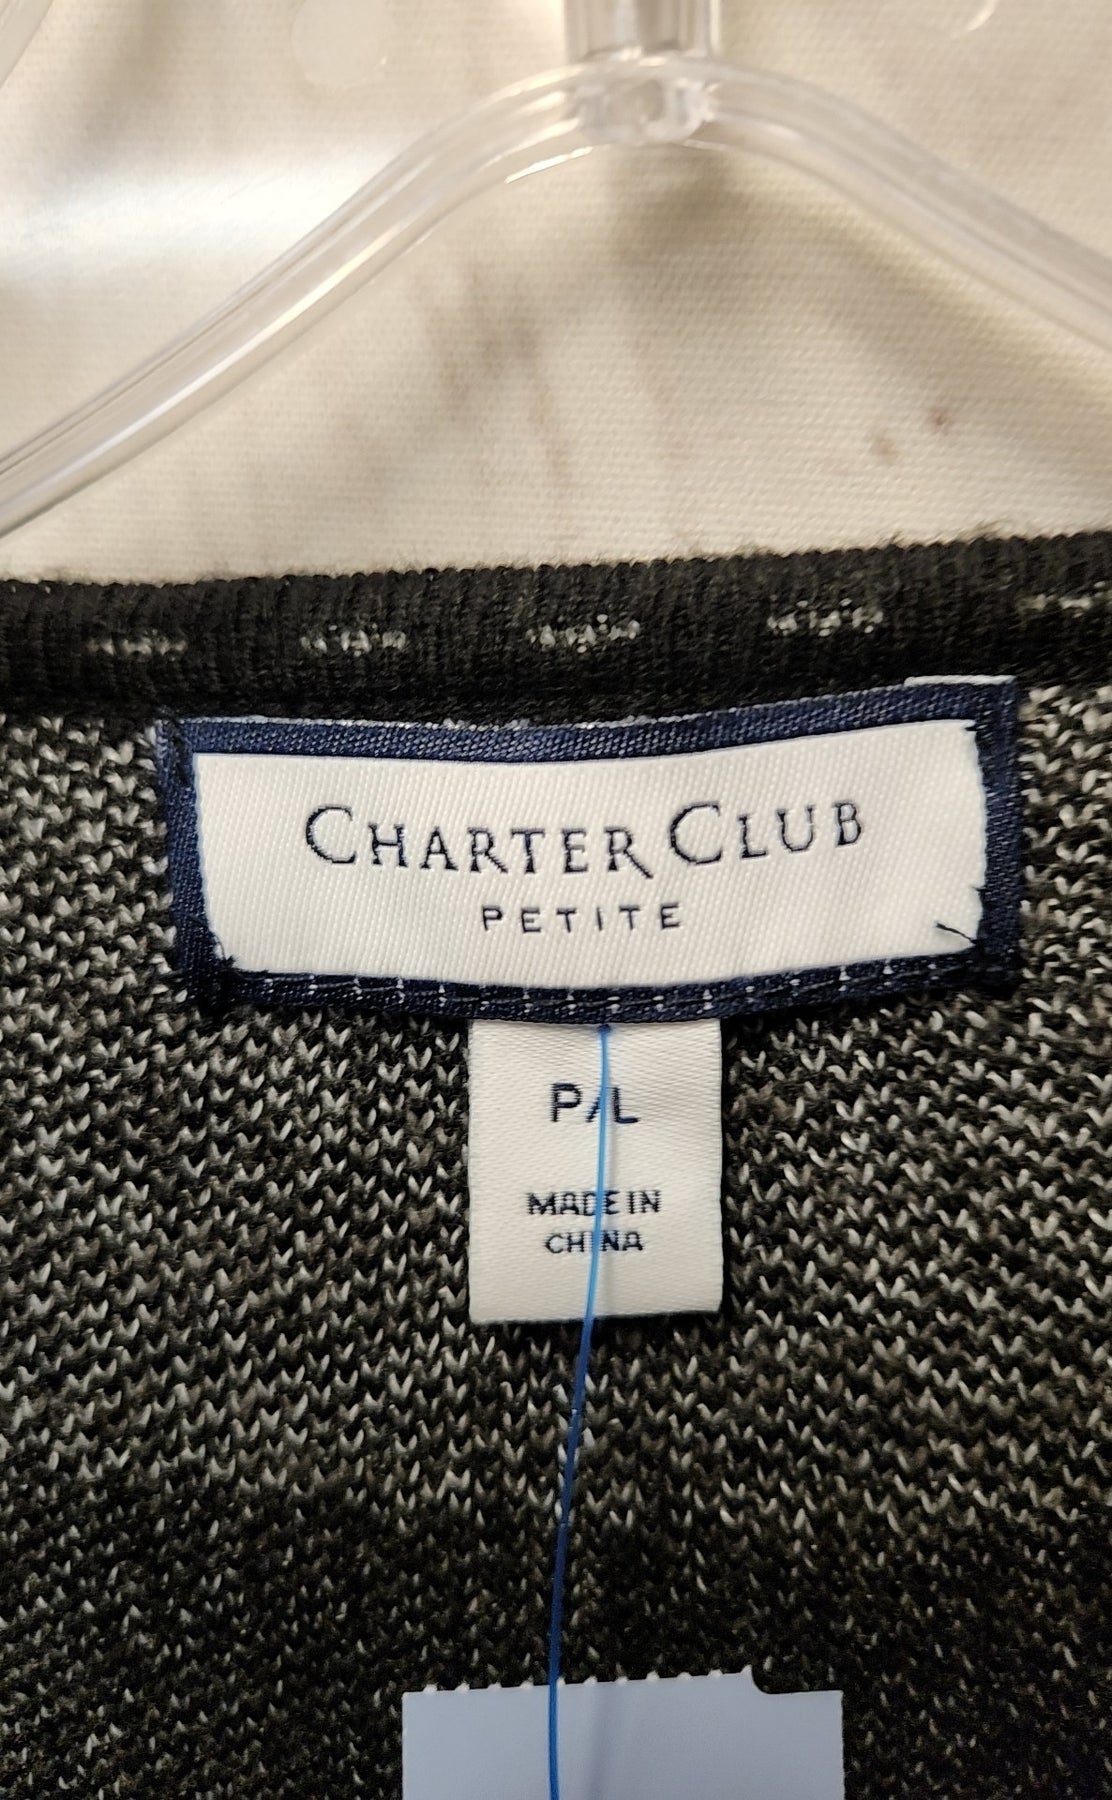 CHARTER CLUB
PETITE
P/L
MADE IN
CHINA